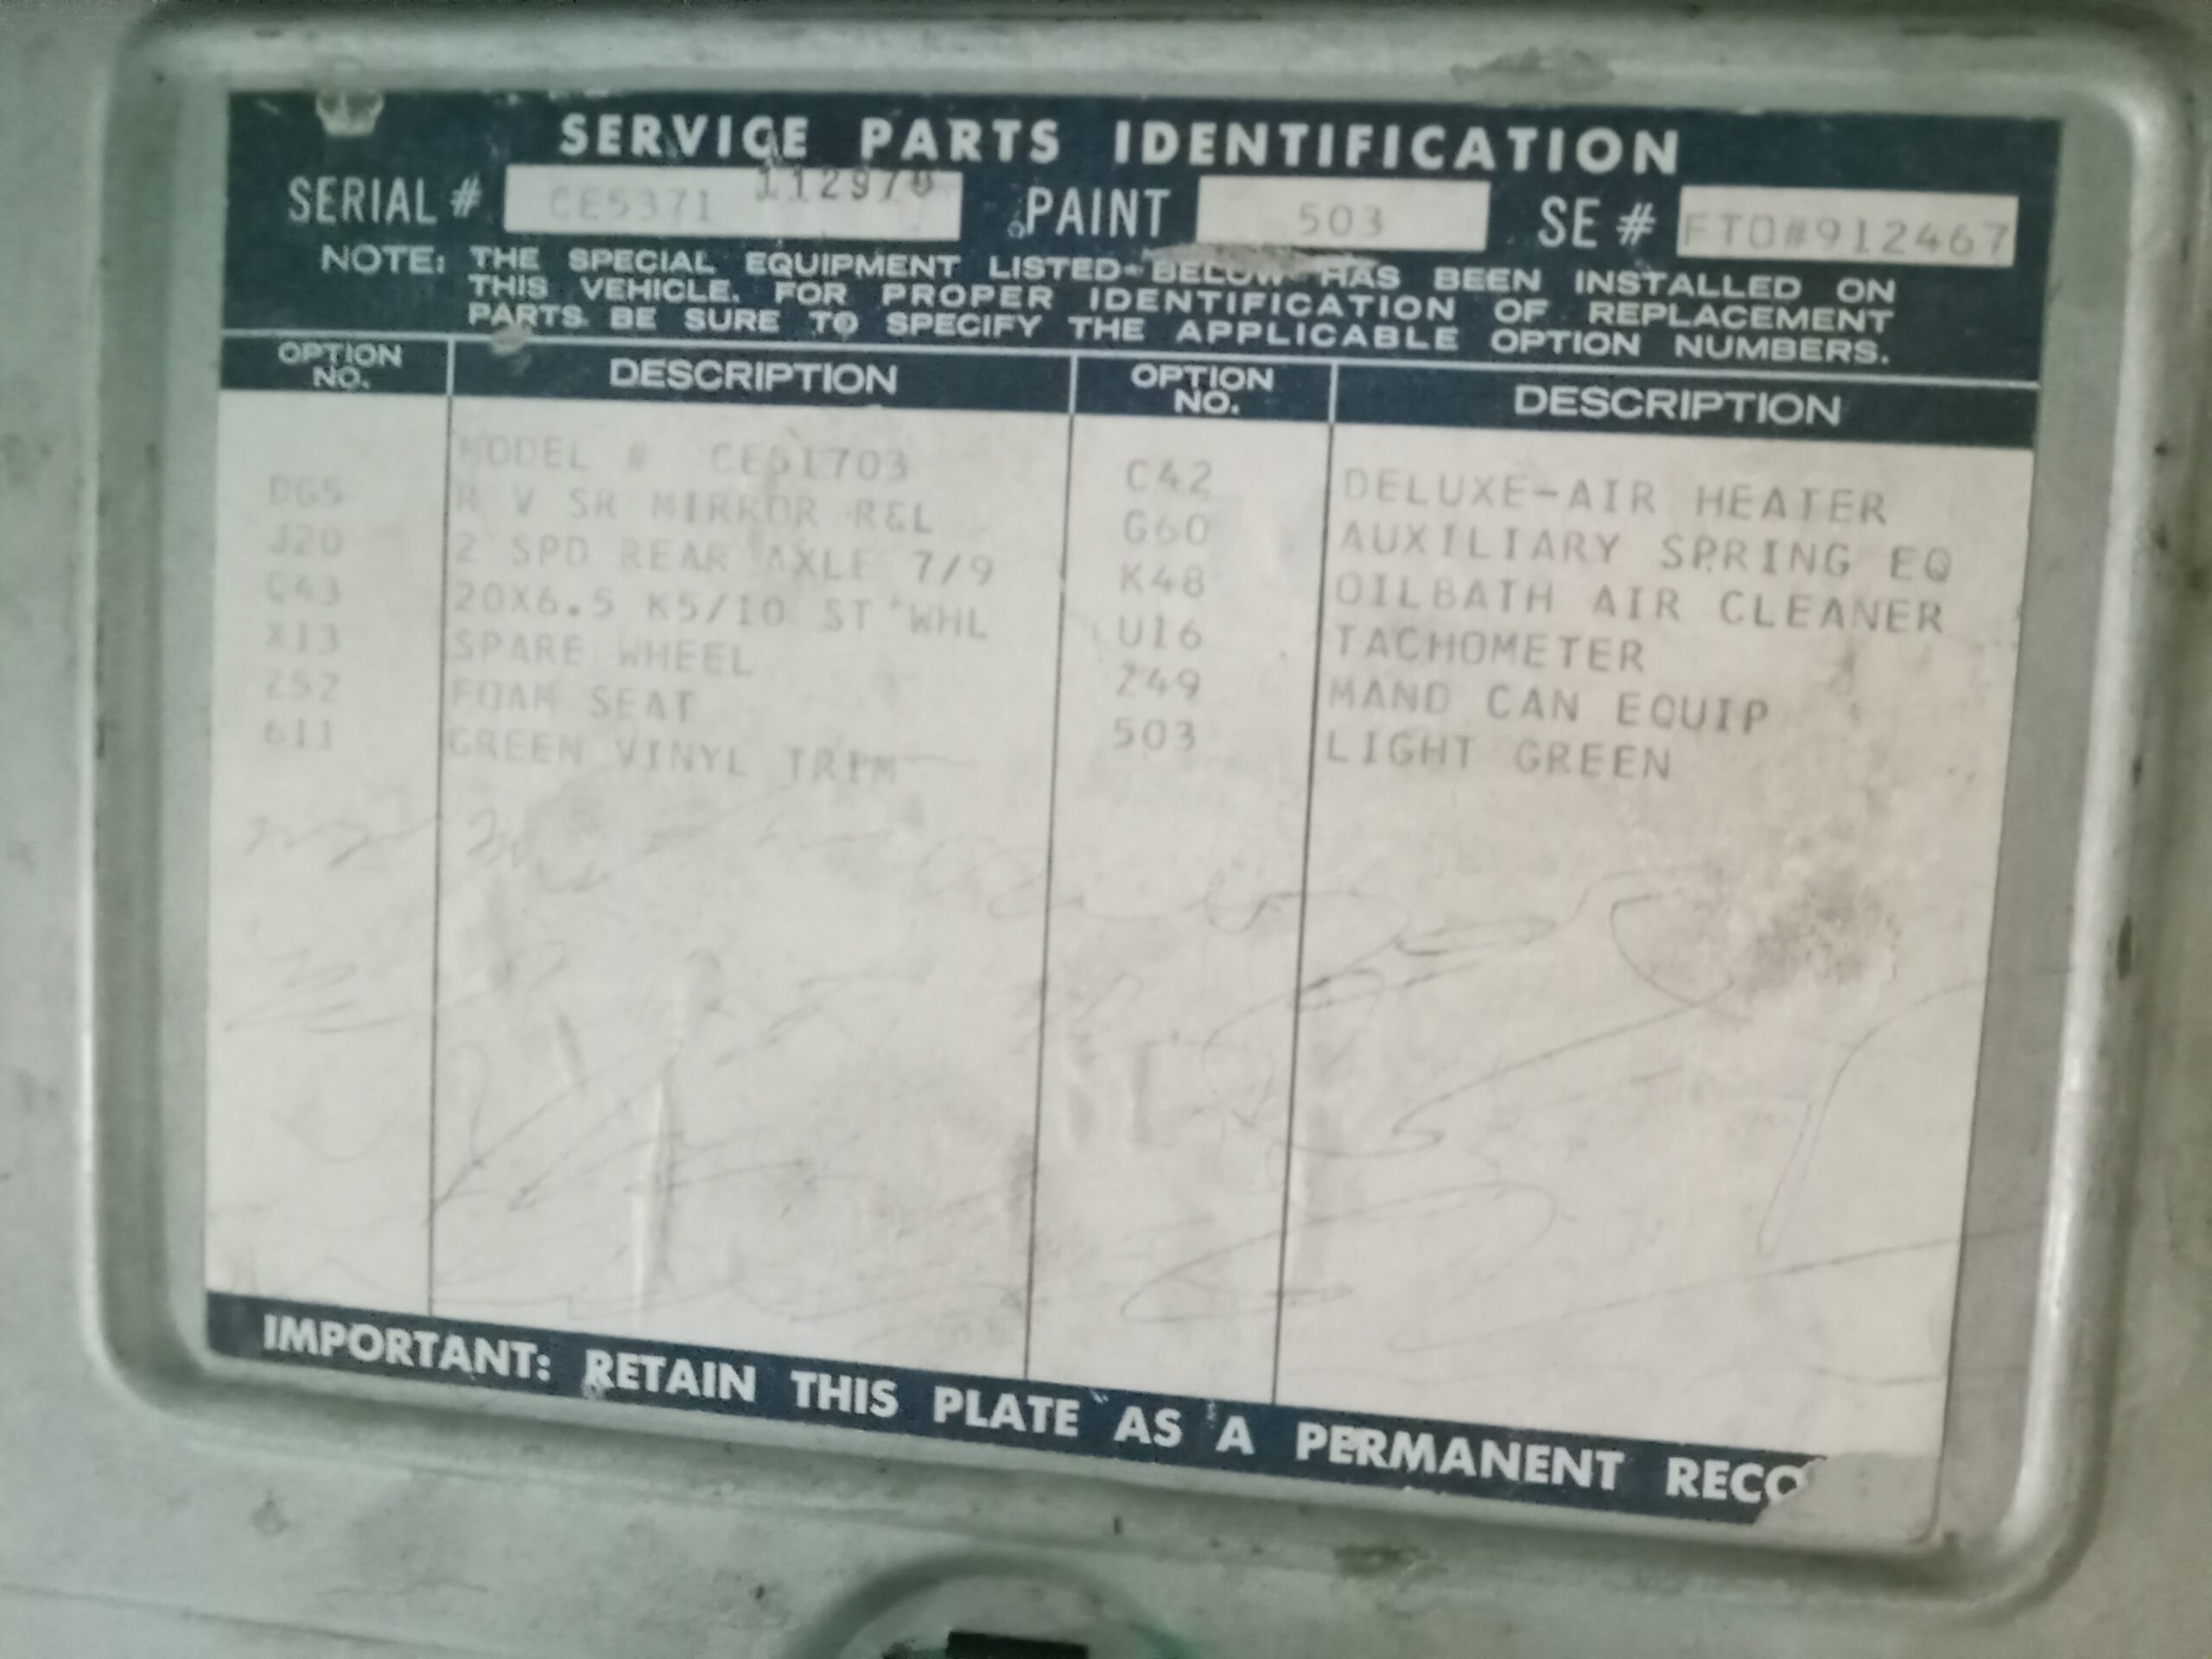 SERVICE PARTS IDENTIFICATION
SERIAL # CE5371 112970 PAINT 503 SE # FTO#912467
NOTE: THE SPECIAL EQUIPMENT LISTED BELOW HAS BEEN INSTALLED ON
THIS VEHICLE. FOR PROPER IDENTIFICATION OF REPLACEMENT
PARTS BE SURE TO SPECIFY THE APPLICABLE OPTION NUMBERS.
OPTION NO. DESCRIPTION OPTION NO. DESCRIPTION
MODEL # CE51703 C42 DELUXE-AIR HEATER
DG5 R V SR MIRROR R&L G60 AUXILIARY SPRING EQ
J20 2 SPD REAR AXLE 7/9 K48 OILBATH AIR CLEANER
Q43 20X6.5 K5/10 ST WHL U16 TACHOMETER
X13 SPARE WHEEL Z49 MAND CAN EQUIP
Z52 FOAM SEAT 503 LIGHT GREEN
611 GREEN VINYL TRIM
IMPORTANT: RETAIN THIS PLATE AS A PERMANENT RECO